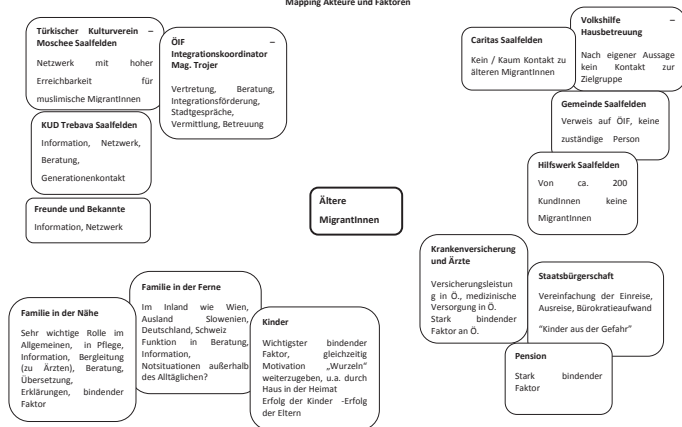 Mapping Akteure und Faktoren
Türkischer Kulturverein –
Moschee Saalfelden
Netzwerk mit hoher
Erreichbarkeit für
muslimische MigrantInnen
ÖIF –
Integrationskoordinator
Mag. Trojer
Vertretung, Beratung,
Integrationsförderung,
Stadtgespräche,
Vermittlung, Betreuung
KUD Trebava Saalfelden
Information, Netzwerk,
Beratung,
Generationenkontakt
Freunde und Bekannte
Information, Netzwerk
Caritas Saalfelden
Kein / Kaum Kontakt zu
älteren MigrantInnen
Volkshilfe –
Hausbetreuung
Nach eigener Aussage
kein Kontakt zur
Zielgruppe
Gemeinde Saalfelden
Verweis auf ÖIF, keine
zuständige Person
Hilfswerk Saalfelden
Von ca. 200
KundInnen keine
MigrantInnen
Ältere
MigrantInnen
Krankenversicherung
und Ärzte
Versicherungsleistun
g in Ö., medizinische
Versorgung in Ö.
Stark bindender
Faktor an Ö.
Staatsbürgerschaft
Vereinfachung der Einreise,
Ausreise, Bürokratieaufwand
"Kinder aus der Gefahr"
Pension
Stark bindender
Faktor
Familie in der Nähe
Sehr wichtige Rolle im
Allgemeinen, in Pflege,
Information, Bergleitung
(zu Ärzten), Beratung,
Übersetzung,
Erklärungen, bindender
Faktor
Familie in der Ferne
Im Inland wie Wien,
Ausland Slowenien,
Deutschland, Schweiz
Funktion in Beratung,
Information,
Notsituationen außerhalb
des Alltäglichen?
Kinder
Wichtigster bindender
Faktor, gleichzeitig
Motivation „Wurzeln"
weiterzugeben, u.a. durch
Haus in der Heimat
Erfolg der Kinder -Erfolg
der Eltern